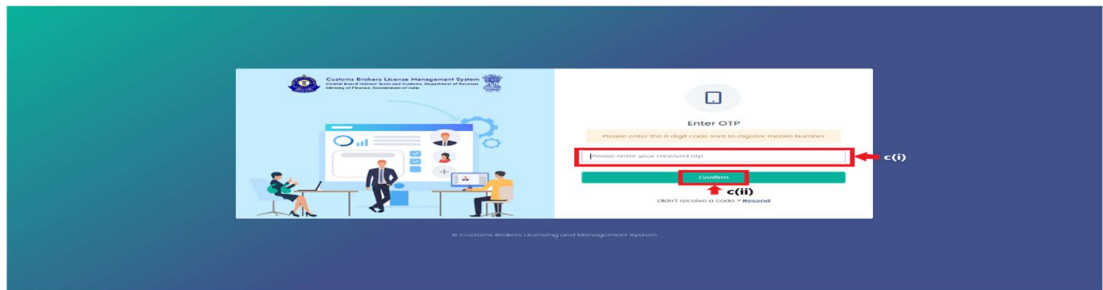 Customs Brokers License Management System
Central Board Indirect Taxes and Customs, Department of Revenue
Ministry of Finance, Government of India
Enter OTP
Please enter the 6 digit code sent to register mobile Number
Please enter your received otp
c(i)
Confirm
c(ii)
Didn't receive a code ? Resend
© Customs Brokers Licensing and Management System